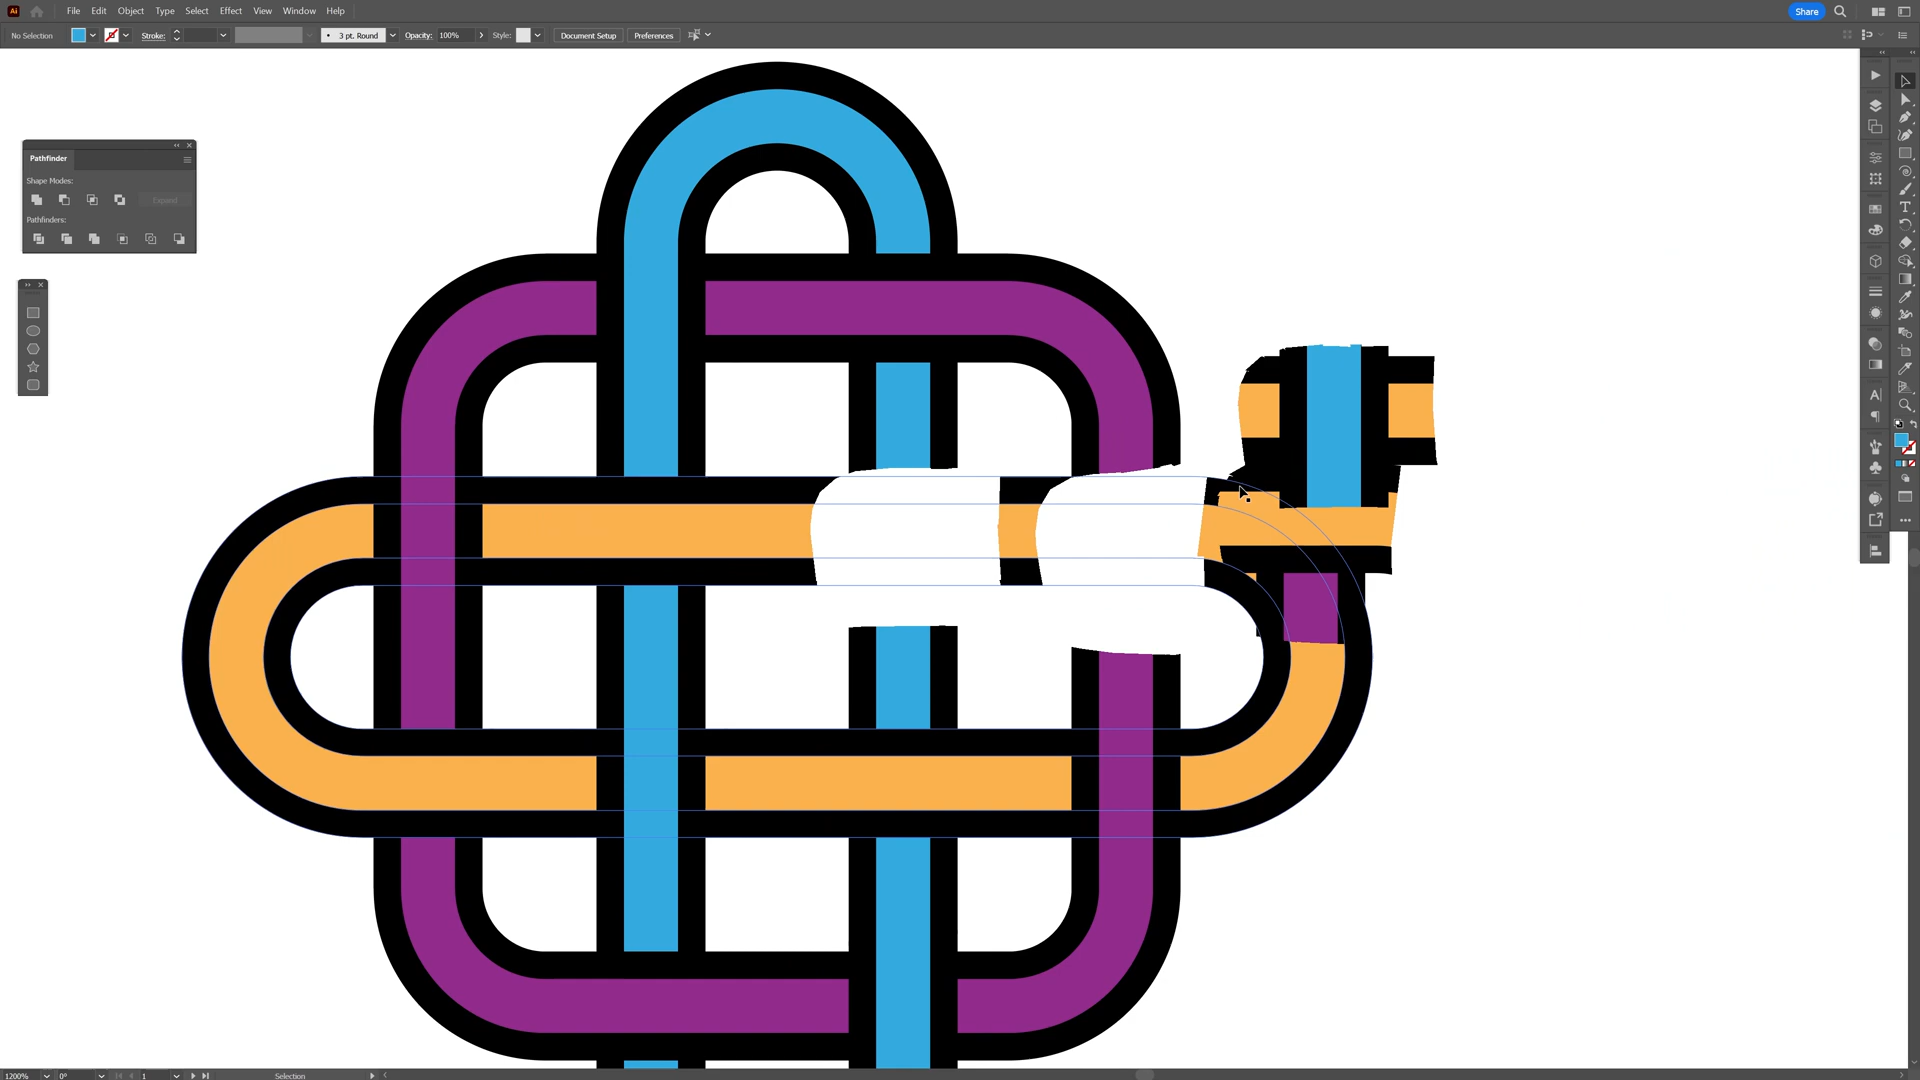 Ai File Edit Object Type Select Effect View Window Help Share
No Selection Stroke: 3 pt. Round Opacity: 100% Style: Document Setup Preferences
Pathfinder
Shape Modes:
Expand
Pathfinders:
1200% 0° 1 Selection